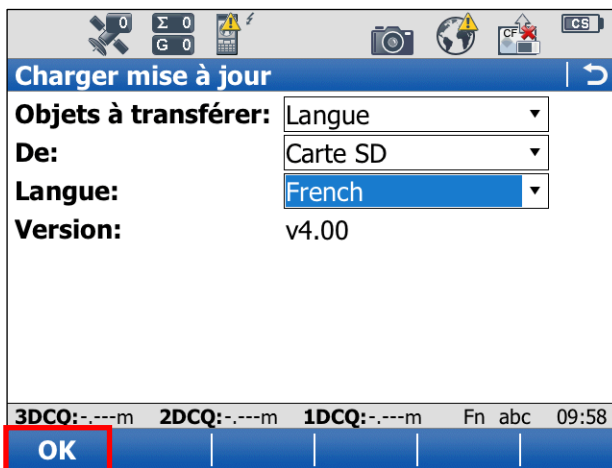 0 Σ 0
G 0 CF CS
Charger mise à jour
Objets à transférer: Langue
De: Carte SD
Langue: French
Version: v4.00
3DCQ:-.---m 2DCQ:-.---m 1DCQ:-.---m Fn abc 09:58
OK